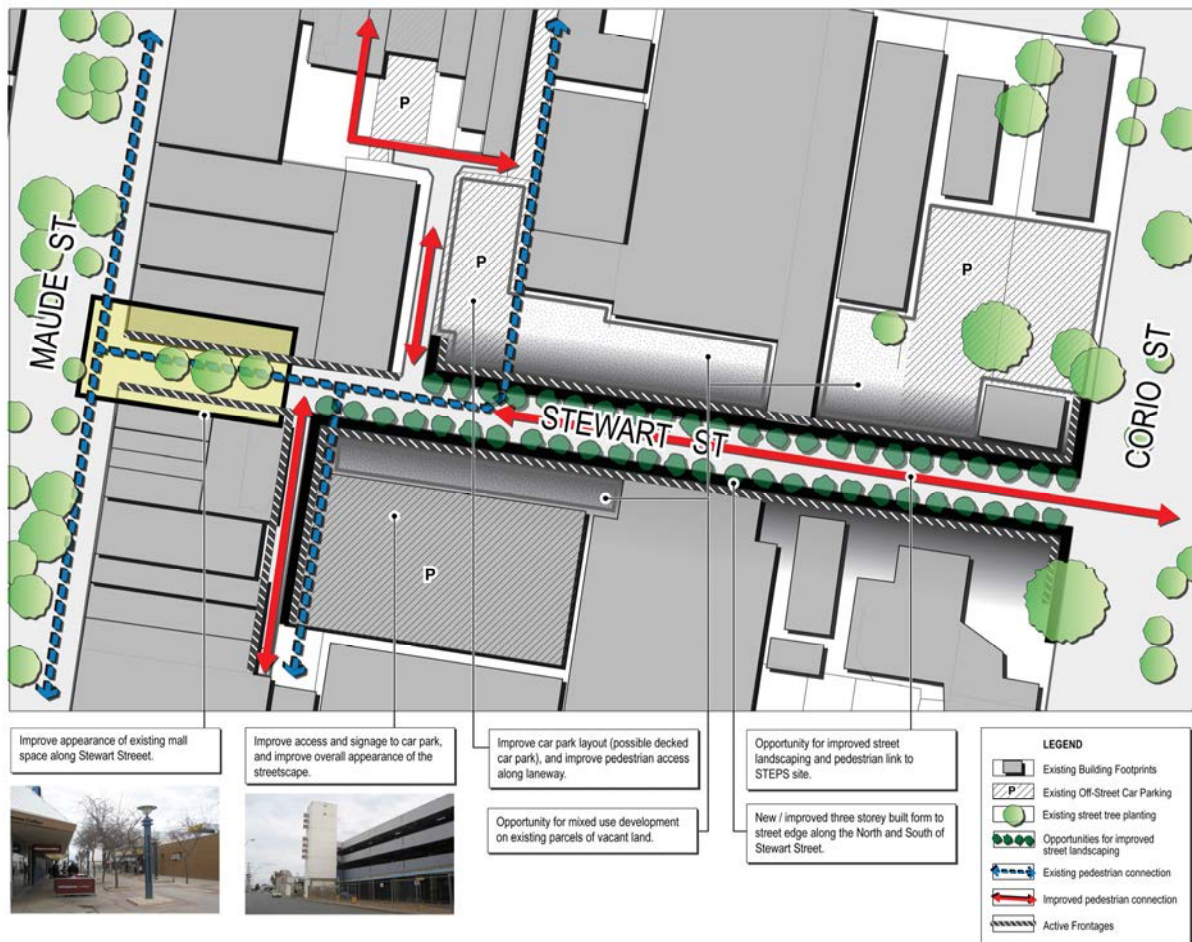 P
P
P
P
MAUDE ST
STEWART ST
CORIO ST
Improve appearance of existing mall
space along Stewart Streeet.
Improve access and signage to car park,
and improve overall appearance of the
streetscape.
Improve car park layout (possible decked
car park), and improve pedestrian access
along laneway.
Opportunity for mixed use development
on existing parcels of vacant land.
Opportunity for improved street
landscaping and pedestrian link to
STEPS site.
New / improved three storey built form to
street edge along the North and South of
Stewart Street.
LEGEND
Existing Building Footprints
P Existing Off-Street Car Parking
Existing street tree planting
Opportunities for improved
street landscaping
Existing pedestrian connection
Improved pedestrian connection
Active Frontages